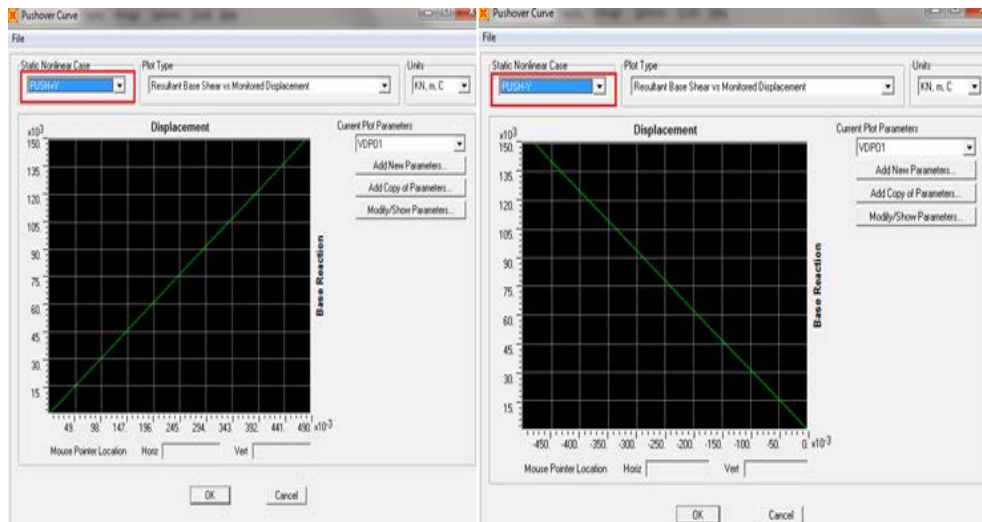 Pushover Curve
File
Static Nonlinear Case
Plot Type
Units
PUSH+Y
Resultant Base Shear vs Monitored Displacement
KN, m, C
Displacement
Current Plot Parameters
VDPO1
Add New Parameters...
Add Copy of Parameters...
Modify/Show Parameters...
x10³
150.
135.
120.
105.
90.
75.
60.
45.
30.
15.
Base Reaction
49. 98. 147. 196. 245. 294. 343. 392. 441. 490. x10-3
Mouse Pointer Location Horiz Vert
OK Cancel
Pushover Curve
File
Static Nonlinear Case
Plot Type
Units
PUSH-Y
Resultant Base Shear vs Monitored Displacement
KN, m, C
Displacement
Current Plot Parameters
VDPO1
Add New Parameters...
Add Copy of Parameters...
Modify/Show Parameters...
x10³
150.
135.
120.
105.
90.
75.
60.
45.
30.
15.
Base Reaction
-450. -400. -350. -300. -250. -200. -150. -100. -50. 0. x10-3
Mouse Pointer Location Horiz Vert
OK Cancel